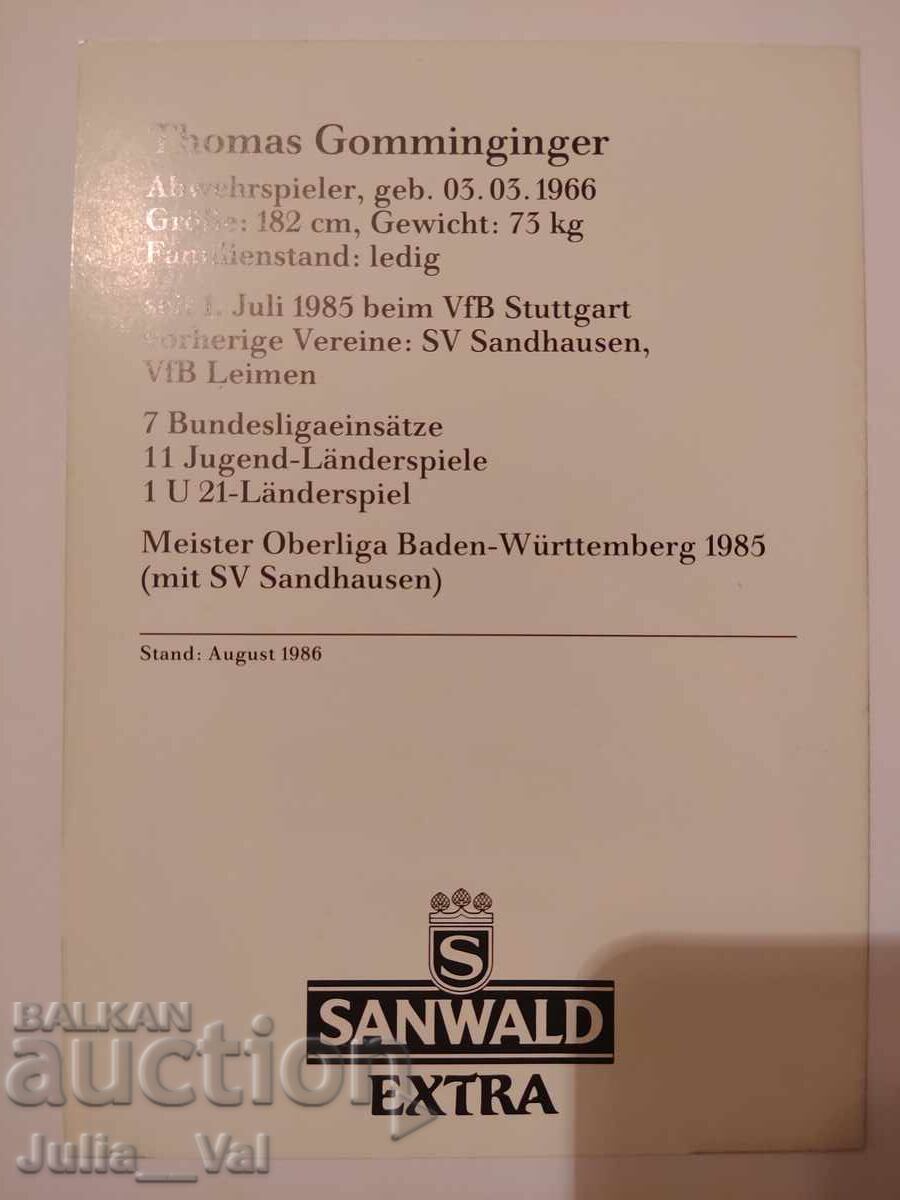 Thomas Gomminginger
Abwehrspieler, geb. 03.03.1966
Größe: 182 cm, Gewicht: 73 kg
Familienstand: ledig
seit 1. Juli 1985 beim VfB Stuttgart
vorherige Vereine: SV Sandhausen,
VfB Leimen
7 Bundesligaeinsätze
11 Jugend-Länderspiele
1 U 21-Länderspiel
Meister Oberliga Baden-Württemberg 1985
(mit SV Sandhausen)
Stand: August 1986
S
SANWALD
EXTRA
BALKAN
auction
Julia__Val